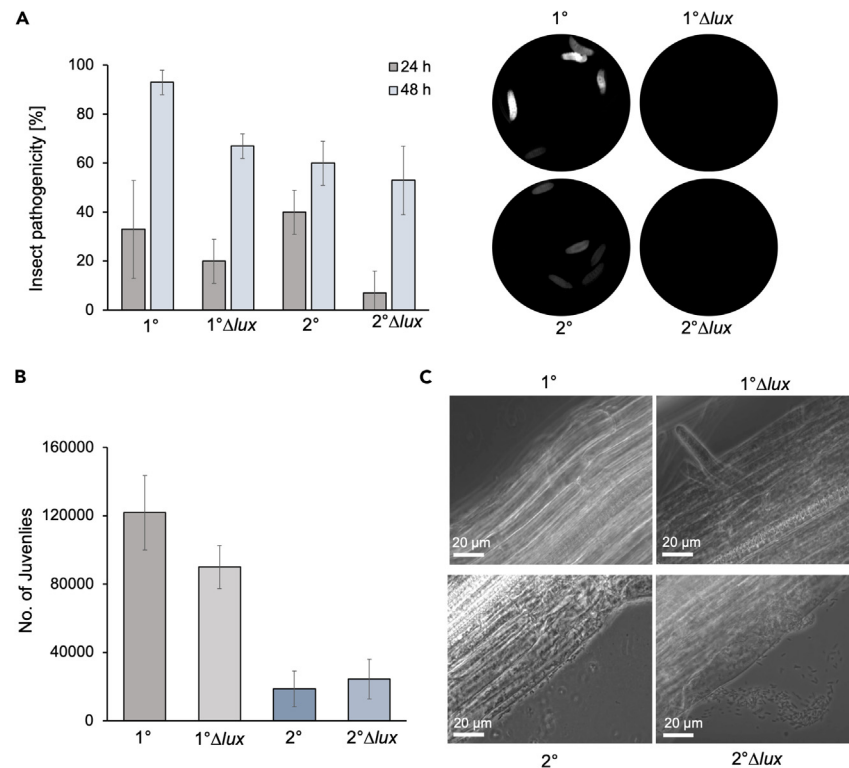 A
1°
1°Δlux
Insect pathogenicity [%]
100
80
60
40
20
0
24 h
48 h
1°
1°Δlux
2°
2°Δlux
2°
2°Δlux
B
No. of Juvenlies
160000
120000
80000
40000
0
1°
1°Δlux
2°
2°Δlux
C
1°
1°Δlux
20 µm
20 µm
20 µm
20 µm
2°
2°Δlux